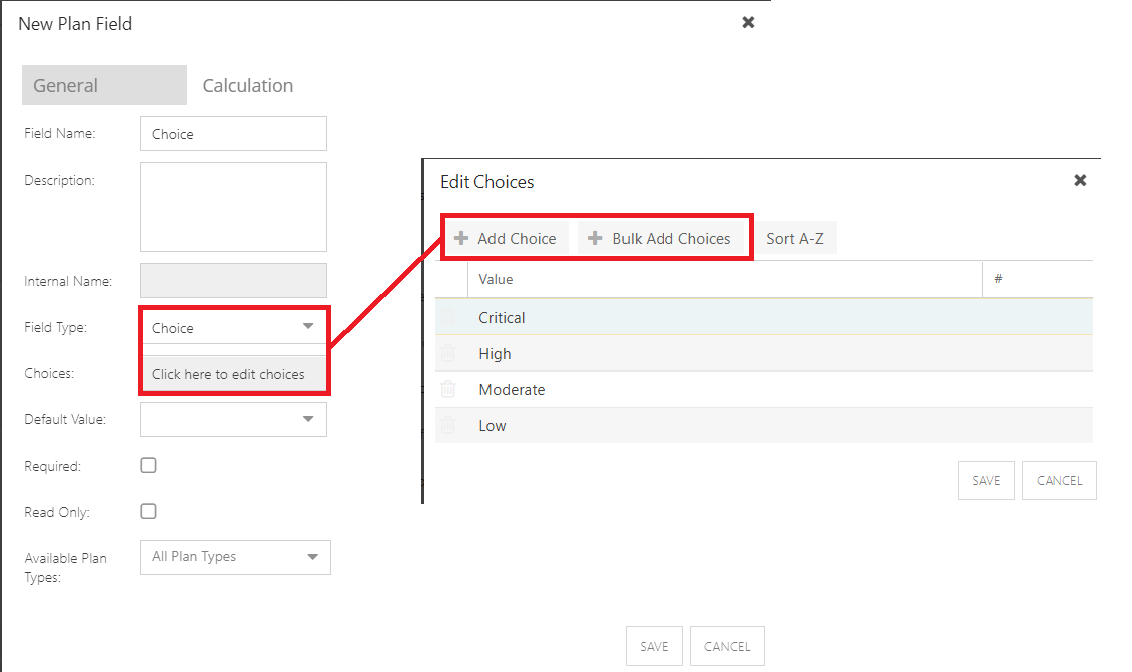 New Plan Field
General
Calculation
Field Name:
Choice
Description:
Internal Name:
Field Type:
Choice
Choices:
Click here to edit choices
Default Value:
Required:
Read Only:
Available Plan
Types:
All Plan Types
SAVE
CANCEL
Edit Choices
Add Choice
Bulk Add Choices
Sort A-Z
Value
#
Critical
High
Moderate
Low
SAVE
CANCEL